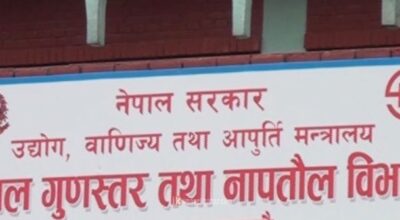 नेपाल सरकार
उद्योग, वाणिज्य तथा आपुर्ति मन्त्रालय
गुणस्तर तथा नापतौल